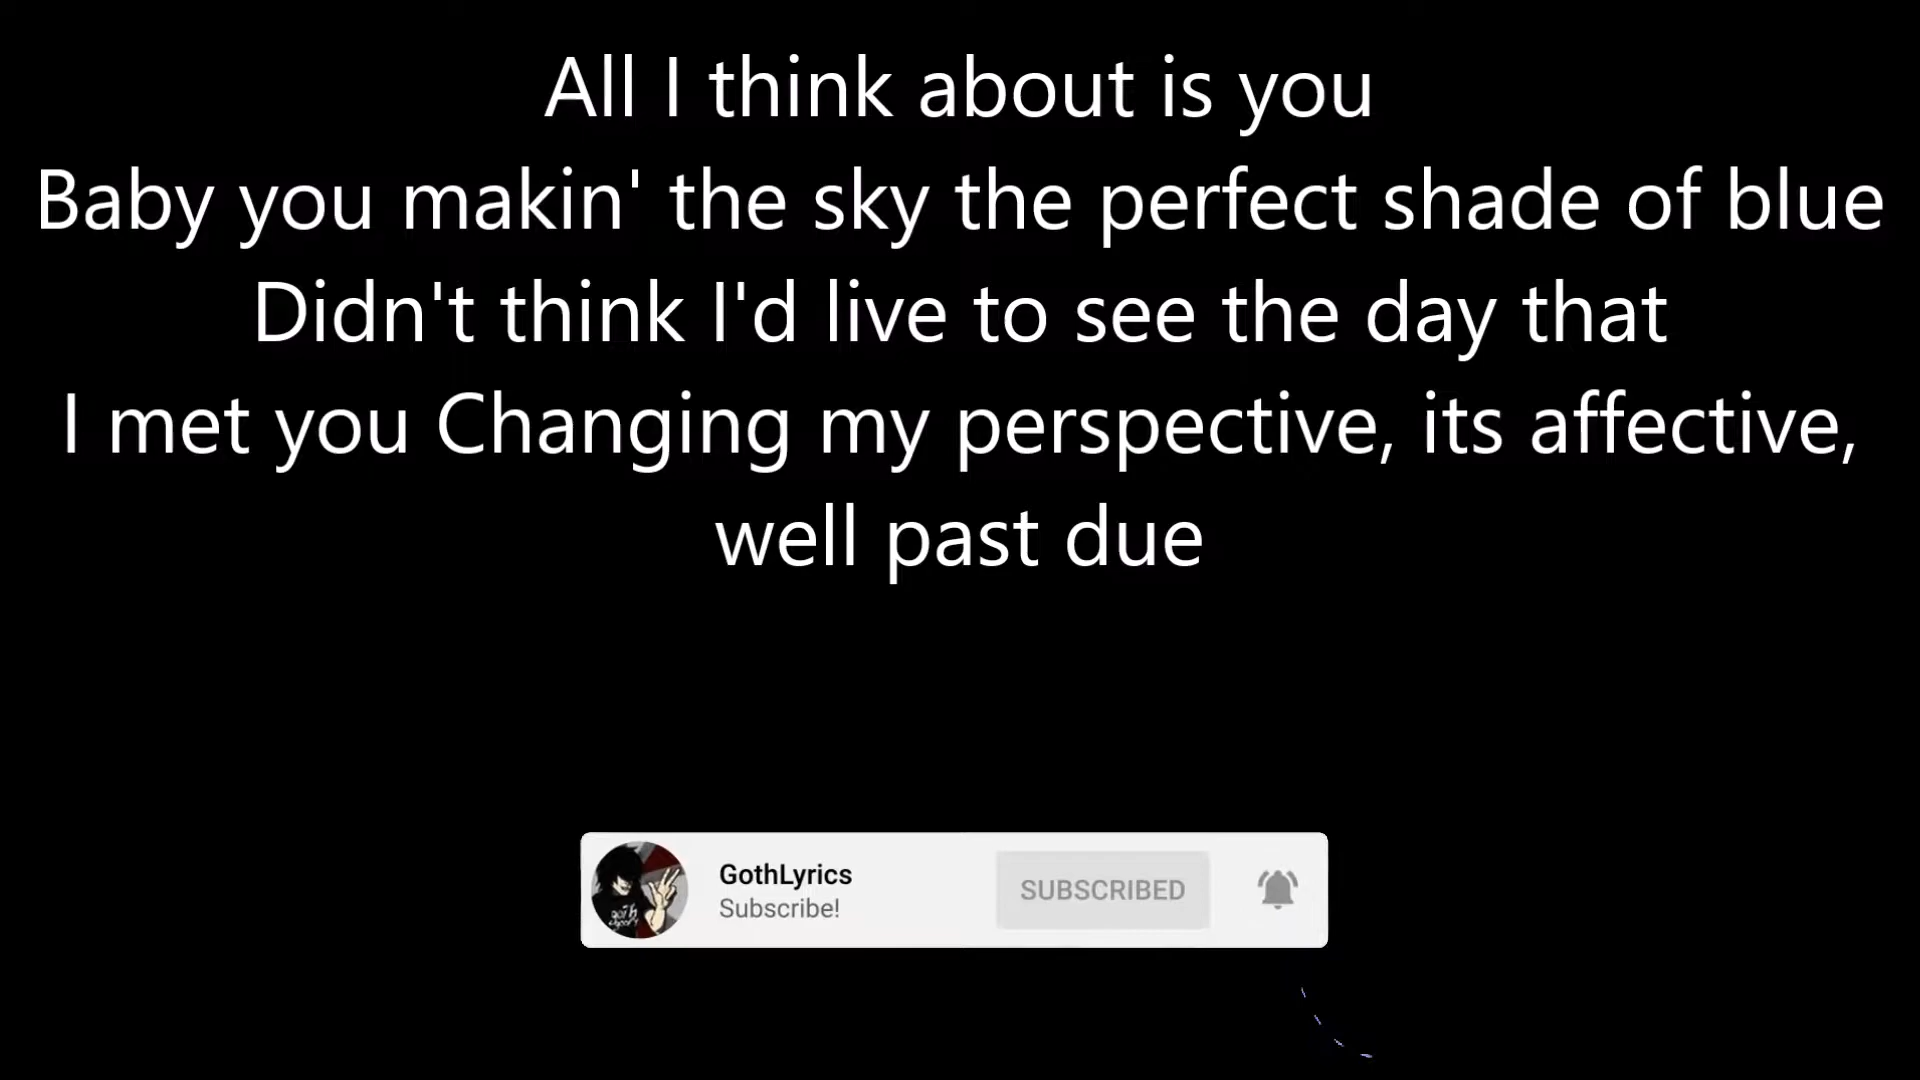 All I think about is you
Baby you makin' the sky the perfect shade of blue
Didn't think I'd live to see the day that
I met you Changing my perspective, its affective,
well past due
GothLyrics
Subscribe!
SUBSCRIBED